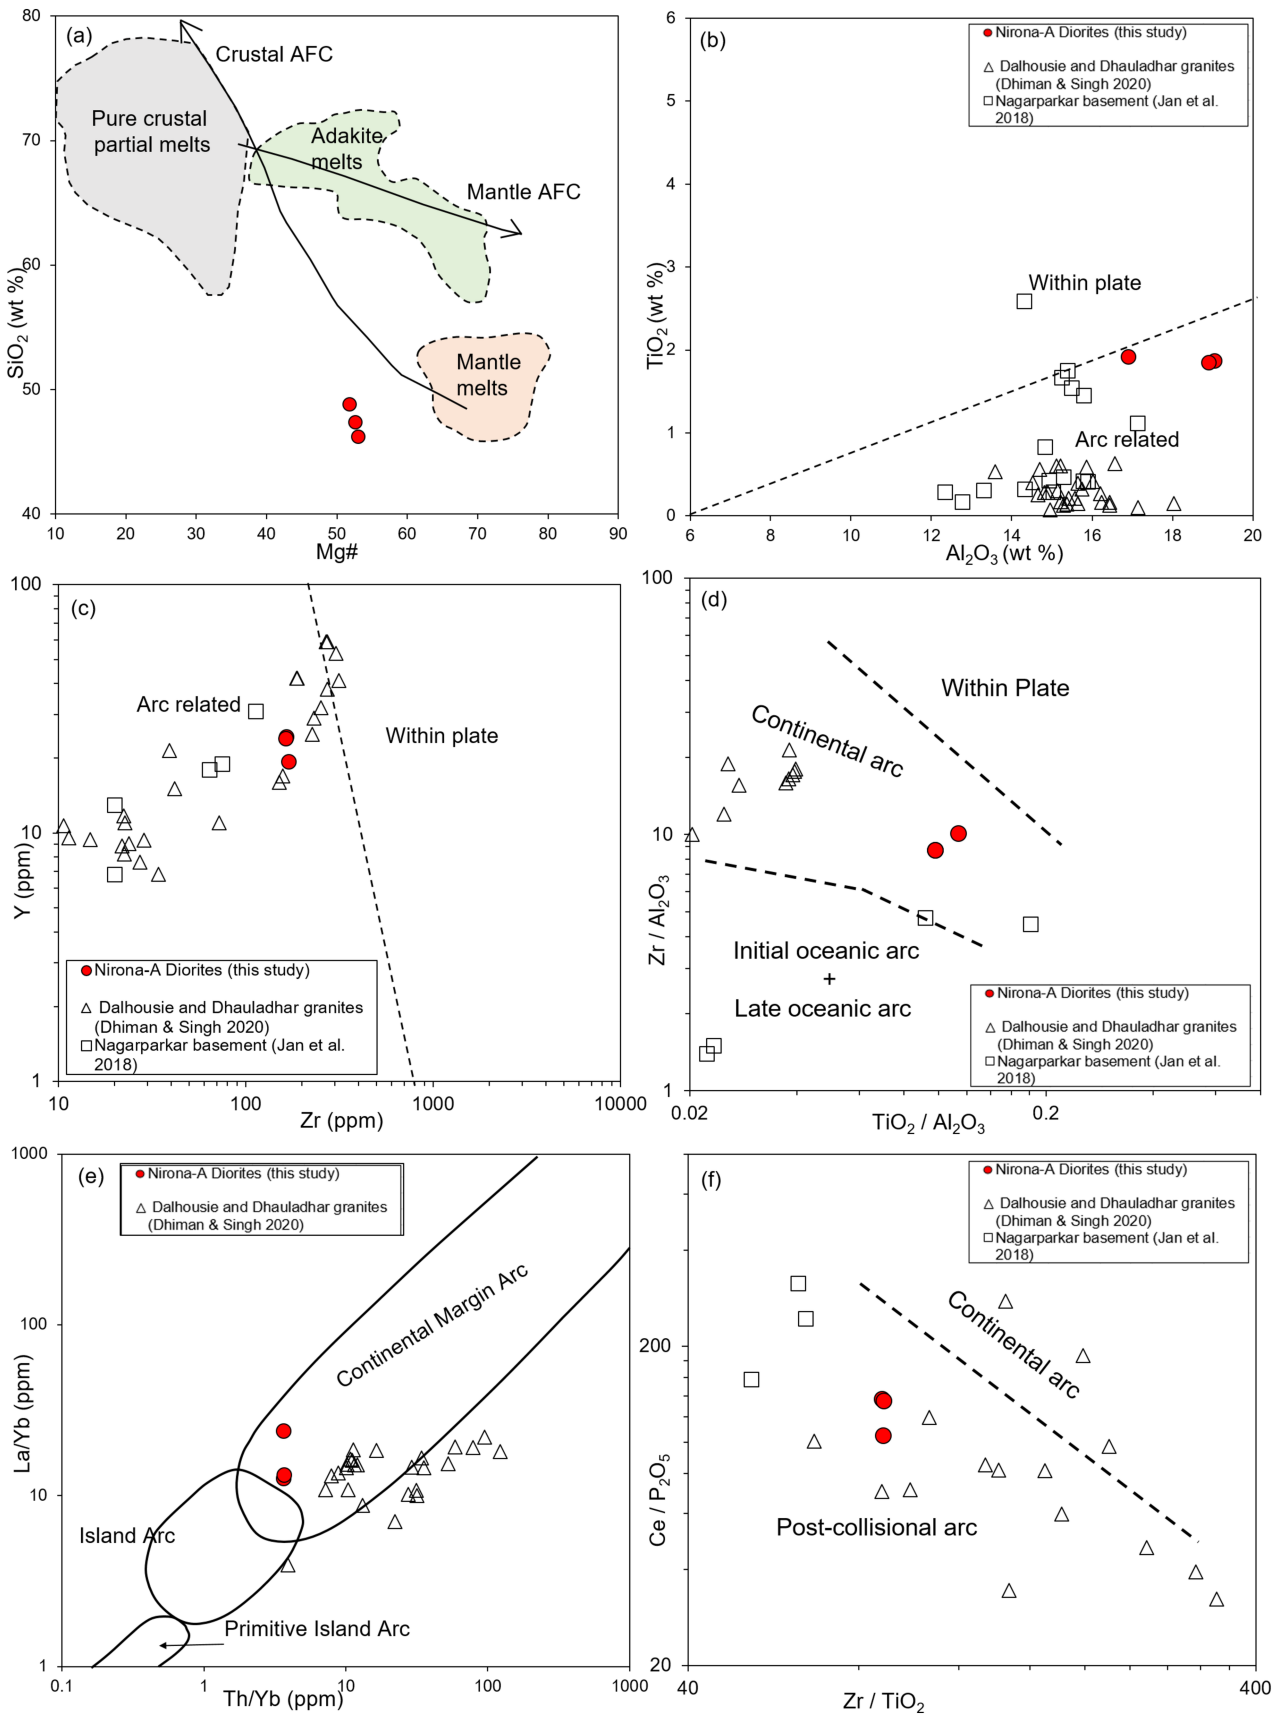 (a)
80
70
60
50
40
SiO2 (wt %)
Crustal AFC
Pure crustal
partial melts
Adakite
melts
Mantle AFC
Mantle
melts
10 20 30 40 50 60 70 80 90
Mg#
(b)
6
5
4
3
2
1
0
TiO2 (wt %)
Nirona-A Diorites (this study)
Dalhousie and Dhauladhar granites
(Dhiman & Singh 2020)
Nagarparkar basement (Jan et al.
2018)
Within plate
Arc related
6 8 10 12 14 16 18 20
Al2O3 (wt %)
(c)
100
10
1
Y (ppm)
Arc related
Within plate
Nirona-A Diorites (this study)
Dalhousie and Dhauladhar granites
(Dhiman & Singh 2020)
Nagarparkar basement (Jan et al.
2018)
10 100 1000 10000
Zr (ppm)
(d)
100
10
1
Zr / Al2O3
Within Plate
Continental arc
Initial oceanic arc
+
Late oceanic arc
Nirona-A Diorites (this study)
Dalhousie and Dhauladhar granites
(Dhiman & Singh 2020)
Nagarparkar basement (Jan et al.
2018)
0.02 0.2
TiO2 / Al2O3
(e)
1000
100
10
1
La/Yb (ppm)
Nirona-A Diorites (this study)
Dalhousie and Dhauladhar granites
(Dhiman & Singh 2020)
Continental Margin Arc
Island Arc
Primitive Island Arc
0.1 1 10 100 1000
Th/Yb (ppm)
(f)
200
20
Ce / P2O5
Nirona-A Diorites (this study)
Dalhousie and Dhauladhar granites
(Dhiman & Singh 2020)
Nagarparkar basement (Jan et al.
2018)
Continental arc
Post-collisional arc
40 400
Zr / TiO2